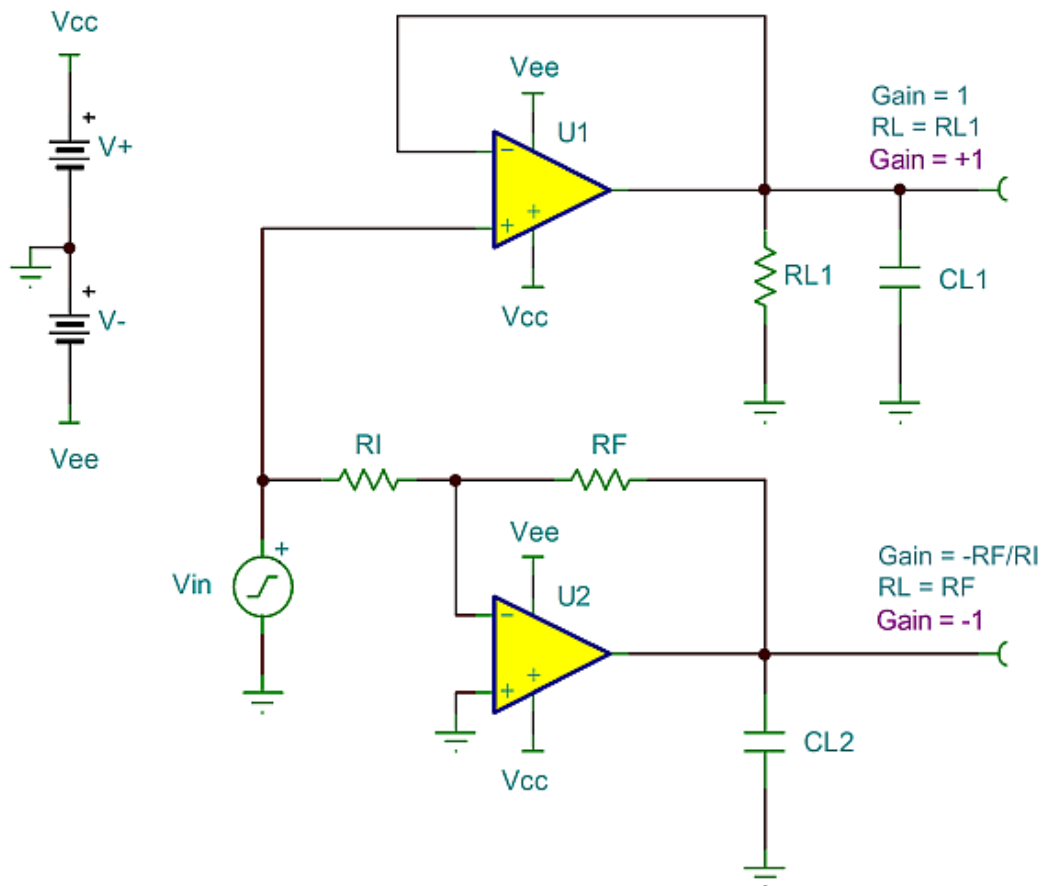 Vcc
+
V+
+
V-
Vee
Vee
U1
−
+
+
Vcc
Gain = 1
RL = RL1
Gain = +1
RL1
CL1
RI
RF
Vin
+
Vee
U2
−
+
+
Vcc
Gain = -RF/RI
RL = RF
Gain = -1
CL2